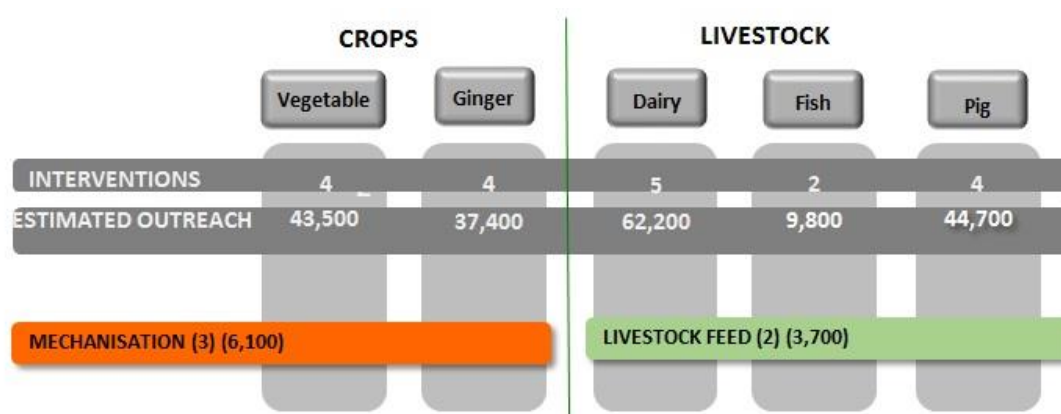 CROPS
LIVESTOCK
Vegetable
Ginger
Dairy
Fish
Pig
INTERVENTIONS 4 4 5 2 4
ESTIMATED OUTREACH 43,500 37,400 62,200 9,800 44,700
MECHANISATION (3) (6,100)
LIVESTOCK FEED (2) (3,700)